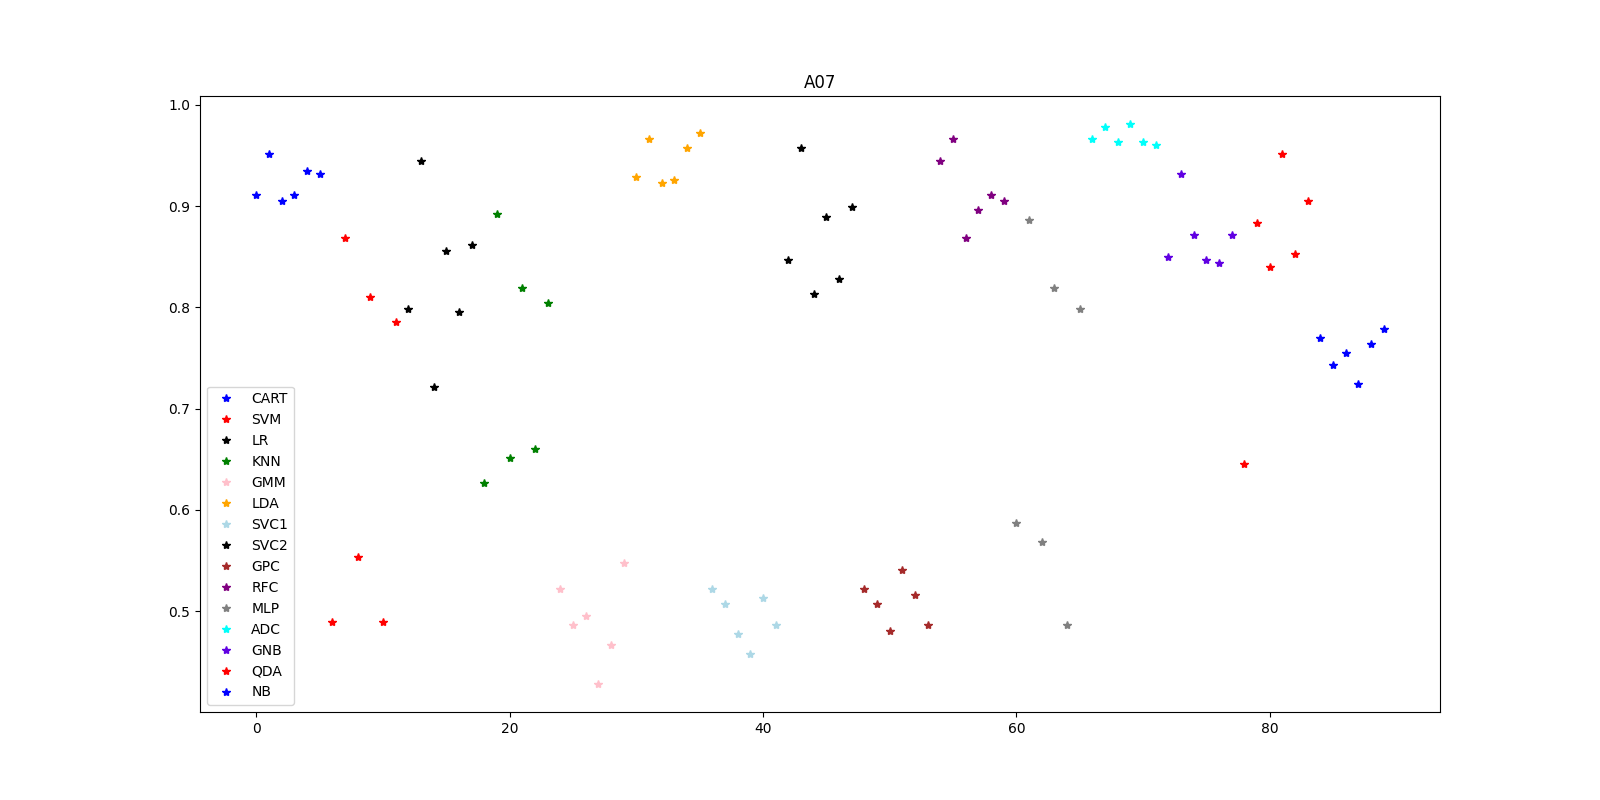 A07
1.0
0.9
0.8
0.7
0.6
0.5
CART
SVM
LR
KNN
GMM
LDA
SVC1
SVC2
GPC
RFC
MLP
ADC
GNB
QDA
NB
0 20 40 60 80